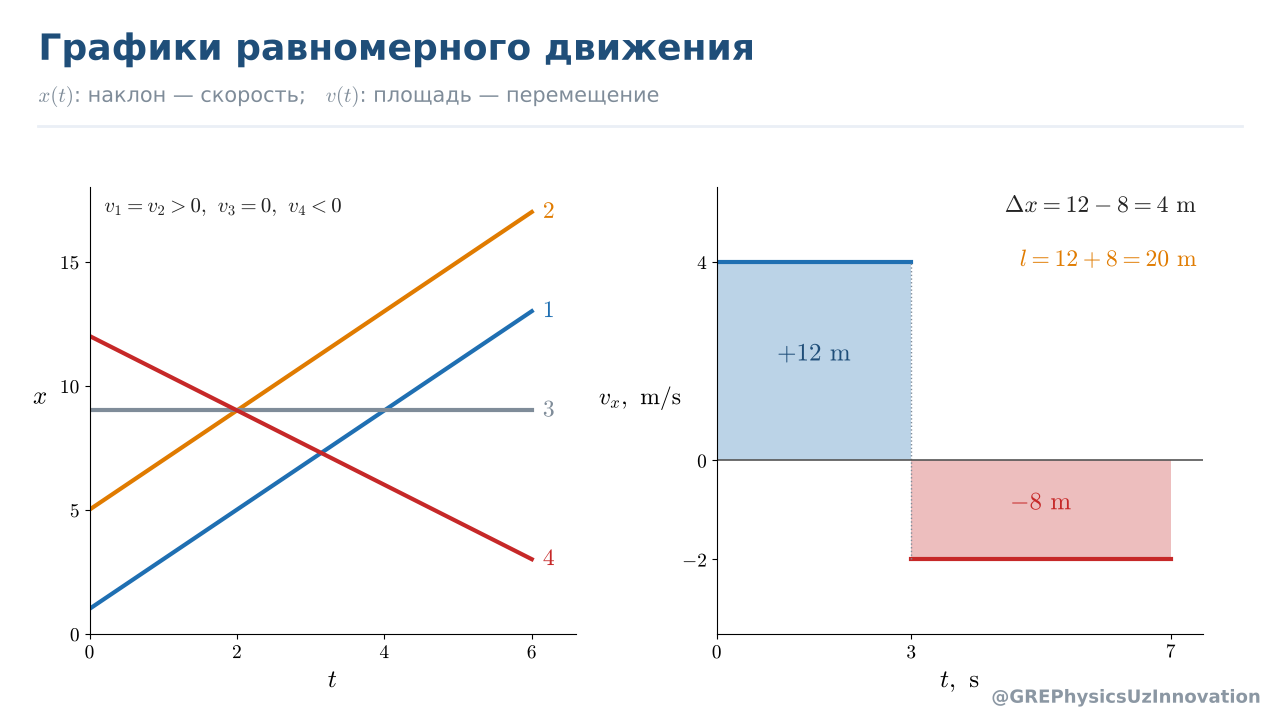 Графики равномерного движения
x(t): наклон — скорость; v(t): площадь — перемещение
v₁ = v₂ > 0, v₃ = 0, v₄ < 0
2
1
3
4
15
10
5
0
x
0 2 4 6
t
Δx = 12 − 8 = 4 m
l = 12 + 8 = 20 m
4
+12 m
vₓ, m/s
0
−8 m
−2
0 3 7
t, s
@GREPhysicsUzInnovation